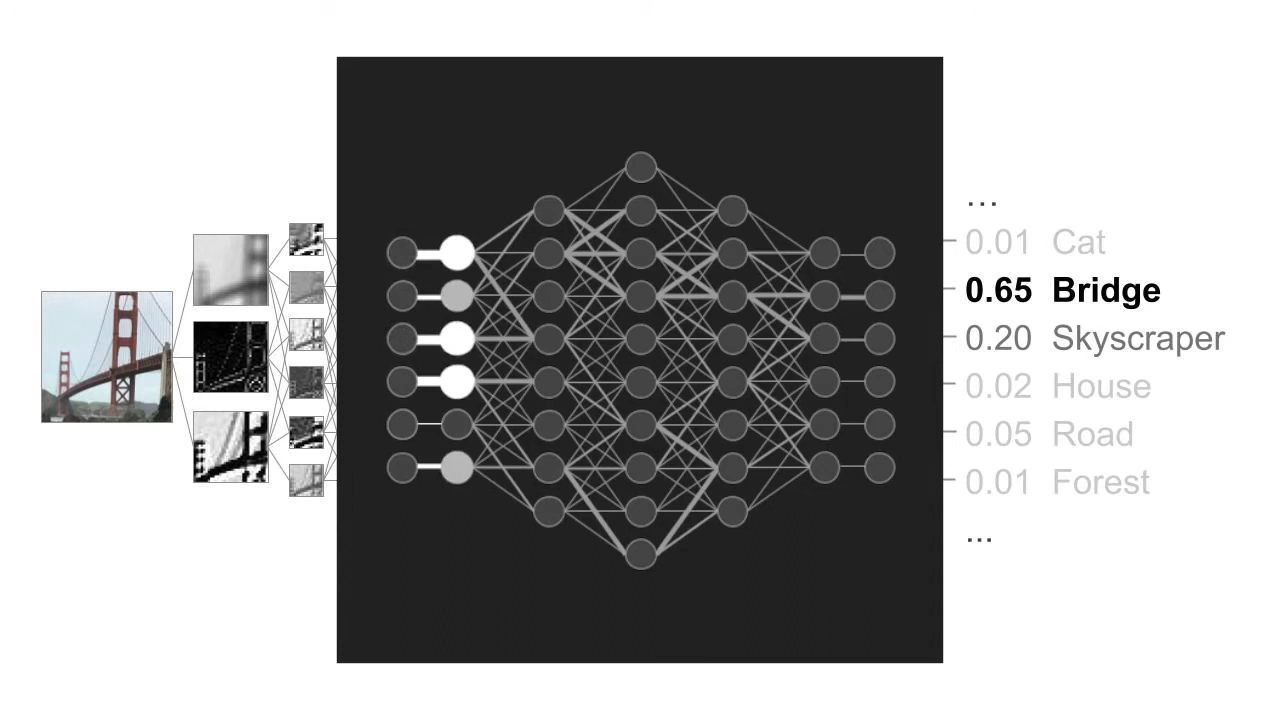 ...
0.01 Cat
0.65 Bridge
0.20 Skyscraper
0.02 House
0.05 Road
0.01 Forest
...